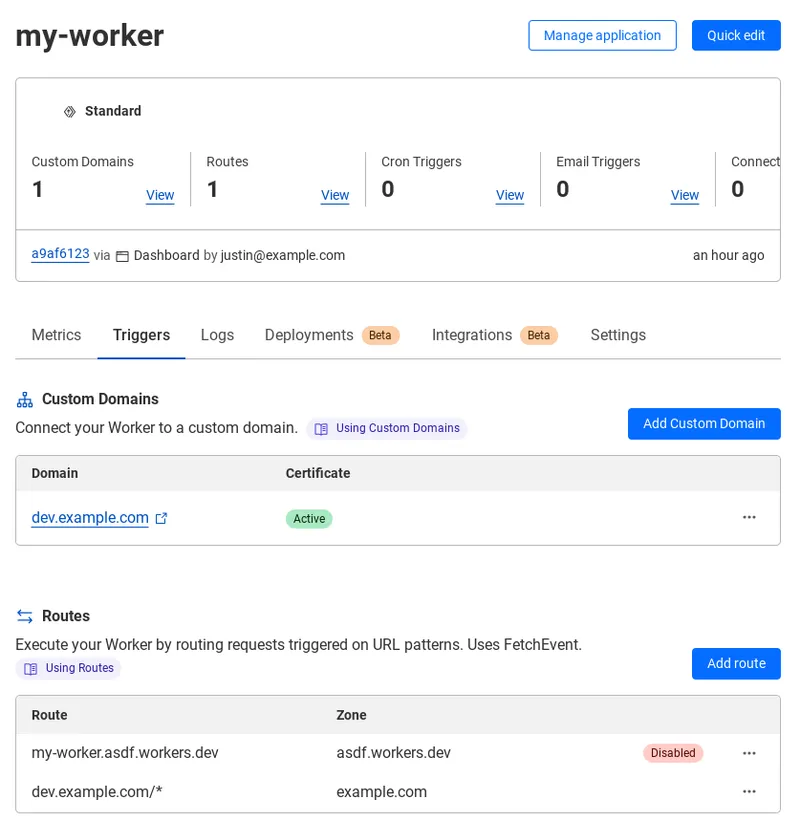 my-worker
Manage application
Quick edit
Standard
Custom Domains Routes Cron Triggers Email Triggers Connect
1 View 1 View 0 View 0 View 0
a9af6123 via Dashboard by justin@example.com an hour ago
Metrics Triggers Logs Deployments Beta Integrations Beta Settings
Custom Domains
Connect your Worker to a custom domain. Using Custom Domains
Add Custom Domain
Domain Certificate
dev.example.com Active ...
Routes
Execute your Worker by routing requests triggered on URL patterns. Uses FetchEvent.
Using Routes
Add route
Route Zone
my-worker.asdf.workers.dev asdf.workers.dev Disabled ...
dev.example.com/* example.com ...